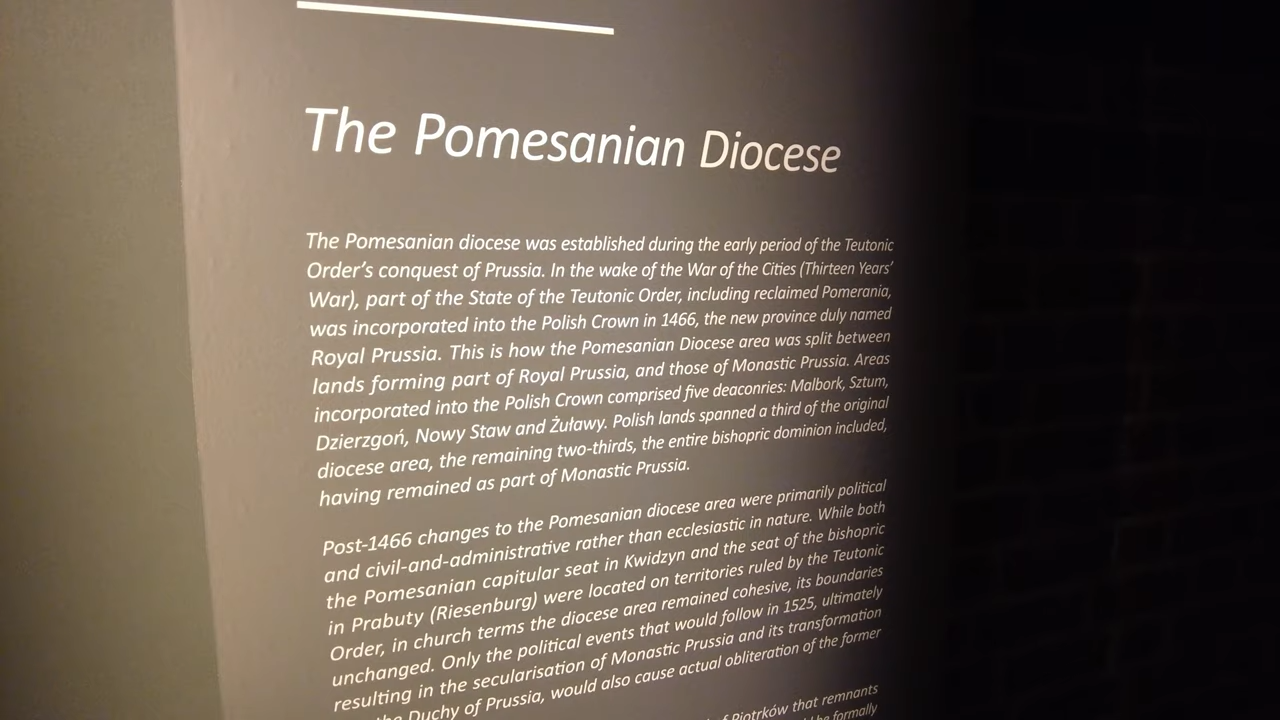 The Pomesanian Diocese
The Pomesanian diocese was established during the early period of the Teutonic
Order's conquest of Prussia. In the wake of the War of the Cities (Thirteen Years'
War), part of the State of the Teutonic Order, including reclaimed Pomerania,
was incorporated into the Polish Crown in 1466, the new province duly named
Royal Prussia. This is how the Pomesanian Diocese area was split between
lands forming part of Royal Prussia, and those of Monastic Prussia. Areas
incorporated into the Polish Crown comprised five deaconries: Malbork, Sztum,
Dzierzgoń, Nowy Staw and Żuławy. Polish lands spanned a third of the original
diocese area, the remaining two-thirds, the entire bishopric dominion included,
having remained as part of Monastic Prussia.
Post-1466 changes to the Pomesanian diocese area were primarily political
and civil-and-administrative rather than ecclesiastic in nature. While both
the Pomesanian capitular seat in Kwidzyn and the seat of the bishopric
in Prabuty (Riesenburg) were located on territories ruled by the Teutonic
Order, in church terms the diocese area remained cohesive, its boundaries
unchanged. Only the political events that would follow in 1525, ultimately
resulting in the secularisation of Monastic Prussia and its transformation
the Duchy of Prussia, would also cause actual obliteration of the former
of Piotrków that remnants
be formally